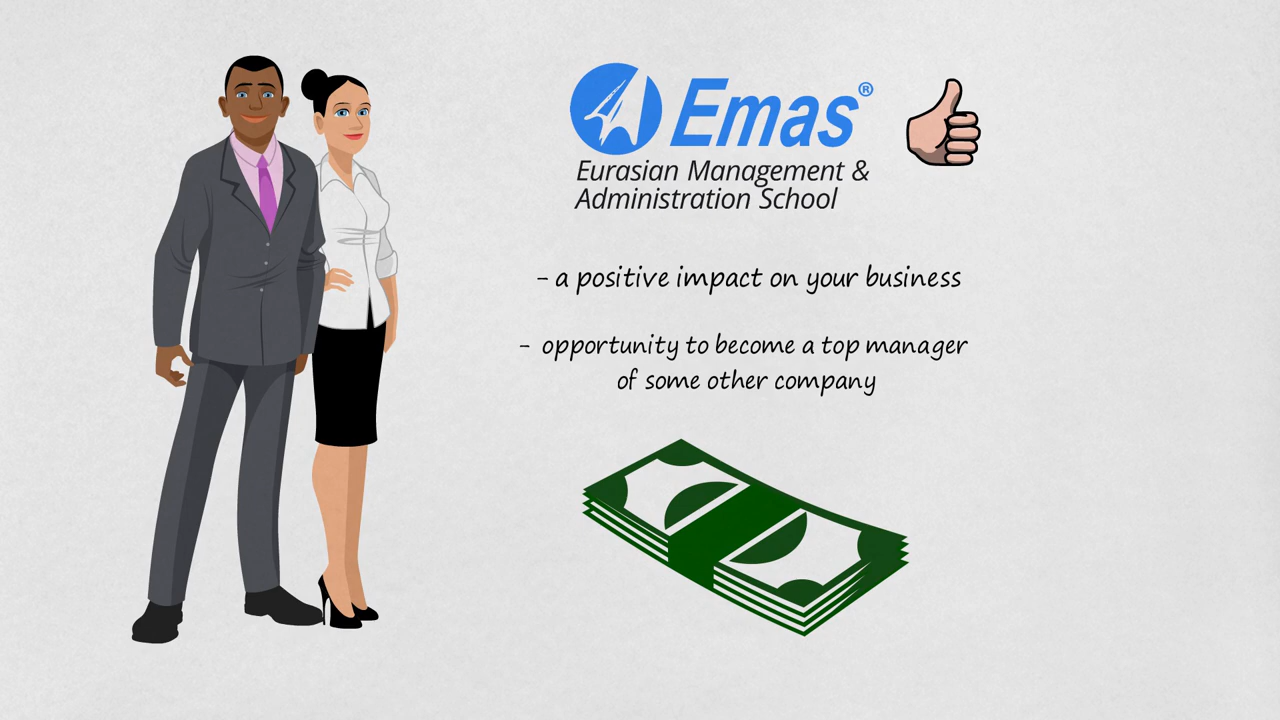 Emas®
Eurasian Management &
Administration School
- a positive impact on your business
- opportunity to become a top manager
of some other company